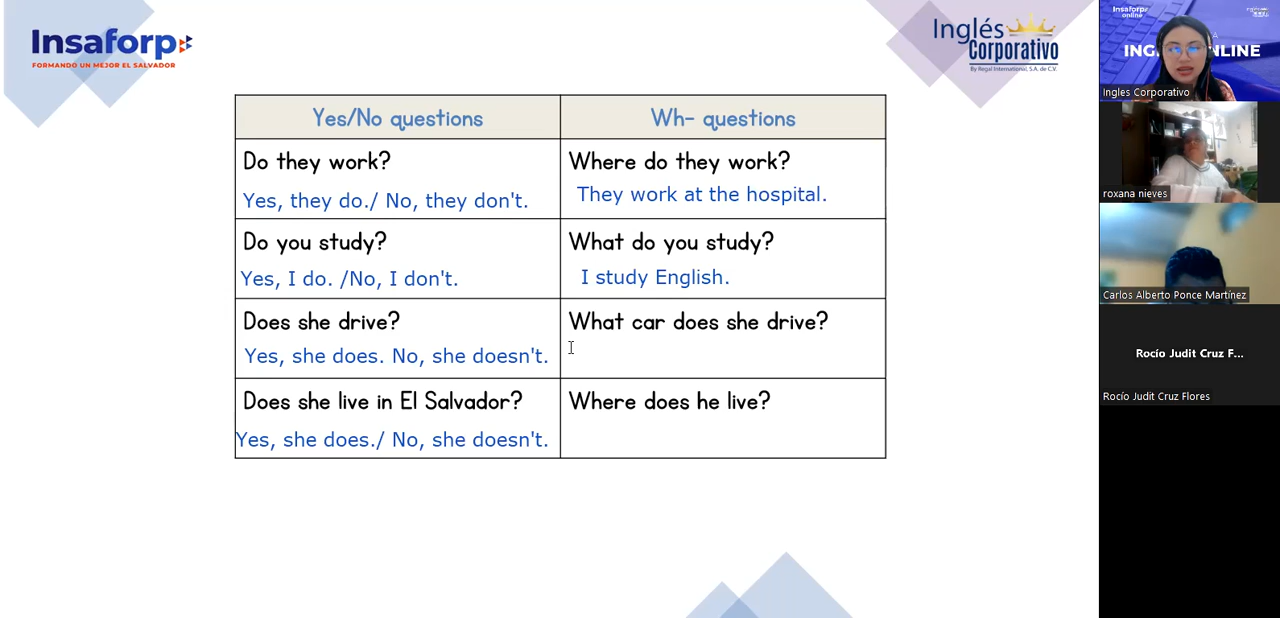 Insaforp
FORMANDO UN MEJOR EL SALVADOR
Inglés
Corporativo
By Regal International, S.A. de C.V.
Yes/No questions
Wh- questions
Do they work?
Yes, they do./ No, they don't.
Where do they work?
They work at the hospital.
Do you study?
Yes, I do. /No, I don't.
What do you study?
I study English.
Does she drive?
Yes, she does. No, she doesn't.
What car does she drive?
Does she live in El Salvador?
Yes, she does./ No, she doesn't.
Where does he live?
Insaforp
online
Ingles Corporativo
roxana nieves
Carlos Alberto Ponce Martínez
Rocío Judit Cruz F...
Rocío Judit Cruz Flores